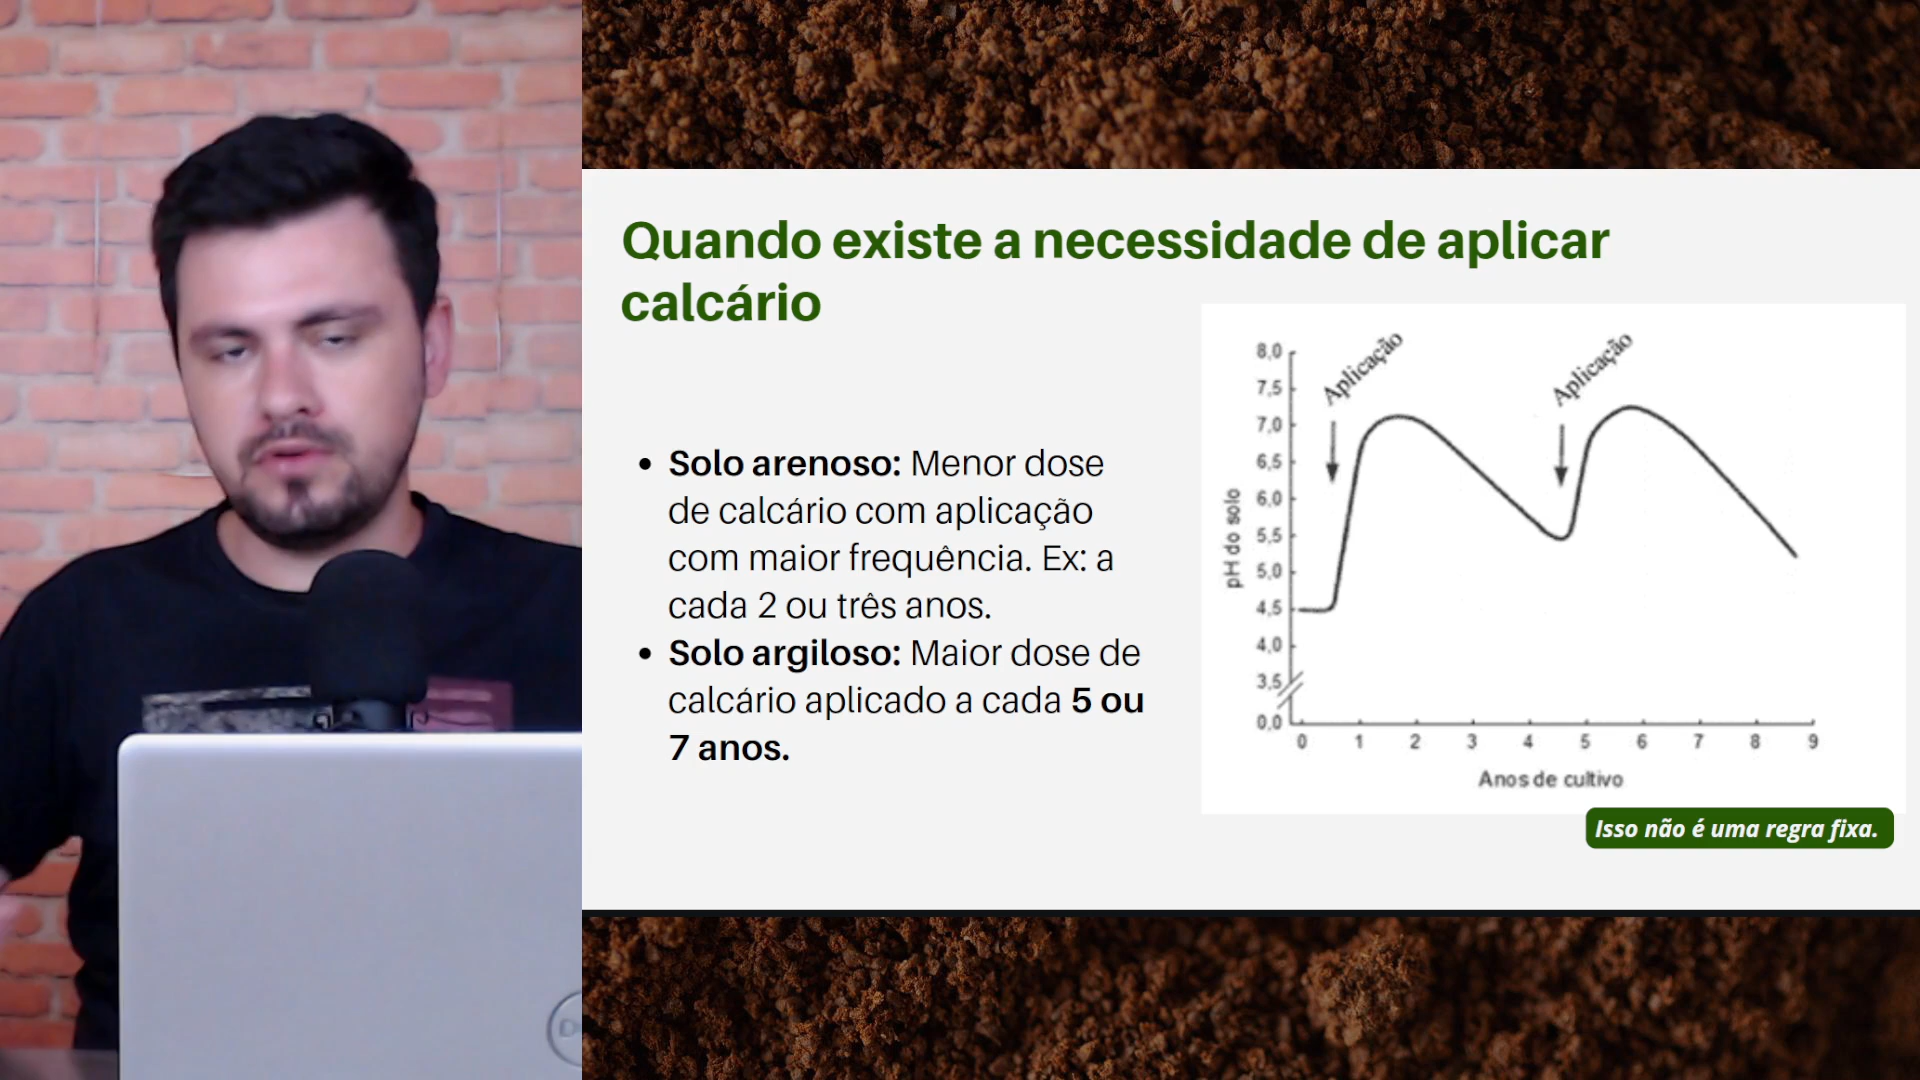 Quando existe a necessidade de aplicar
calcário
• Solo arenoso: Menor dose
de calcário com aplicação
com maior frequência. Ex: a
cada 2 ou três anos.
• Solo argiloso: Maior dose de
calcário aplicado a cada 5 ou
7 anos.
Aplicação
Aplicação
pH do solo
8,0
7,5
7,0
6,5
6,0
5,5
5,0
4,5
4,0
3,5
0,0
0 1 2 3 4 5 6 7 8 9
Anos de cultivo
Isso não é uma regra fixa.